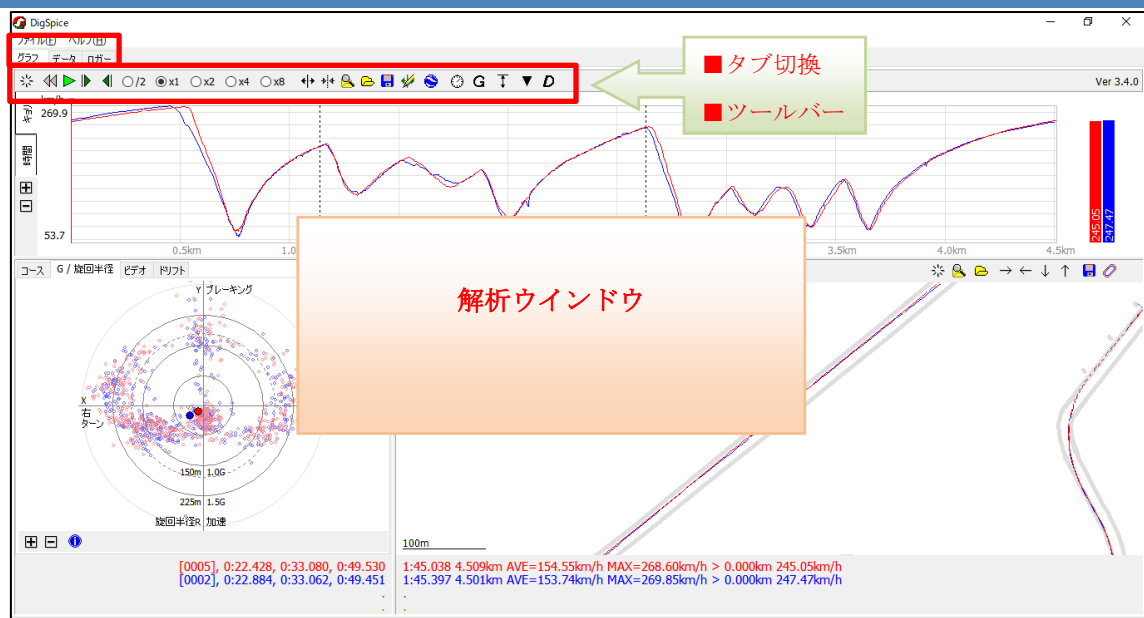 DigSpice
ファイル(F) ヘルプ(H)
グラフ データ ロガー
/2 x1 x2 x4 x8 G D
Ver 3.4.0
■タブ切換
■ツールバー
km/h
269.9
時間
53.7
0.5km 1.0 3.5km 4.0km 4.5km
245.05
247.47
コース G / 旋回半径 ビデオ ドリフト
Y ブレーキング
解析ウインドウ
X
右
ターン
150m 1.0G
225m 1.5G
旋回半径R 加速
100m
[0005], 0:22.428, 0:33.080, 0:49.530 1:45.038 4.509km AVE=154.55km/h MAX=268.60km/h > 0.000km 245.05km/h
[0002], 0:22.884, 0:33.062, 0:49.451 1:45.397 4.501km AVE=153.74km/h MAX=269.85km/h > 0.000km 247.47km/h